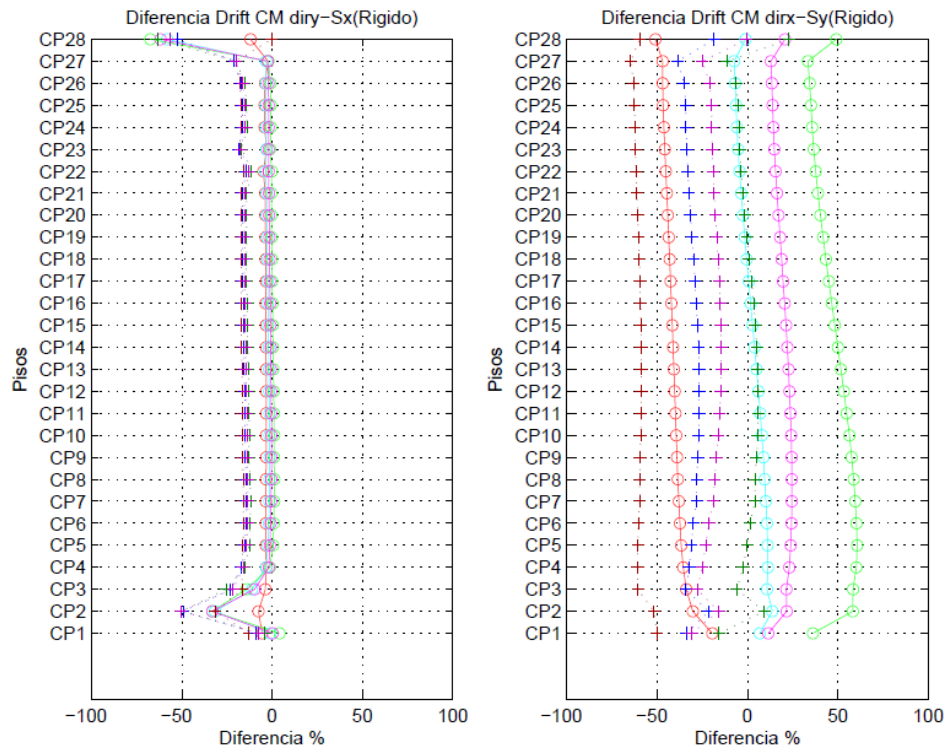 Diferencia Drift CM diry−Sx(Rigido)
CP28
CP27
CP26
CP25
CP24
CP23
CP22
CP21
CP20
CP19
CP18
CP17
CP16
CP15
CP14
CP13
CP12
CP11
CP10
CP9
CP8
CP7
CP6
CP5
CP4
CP3
CP2
CP1
Pisos
−100 −50 0 50 100
Diferencia %
Diferencia Drift CM dirx−Sy(Rigido)
CP28
CP27
CP26
CP25
CP24
CP23
CP22
CP21
CP20
CP19
CP18
CP17
CP16
CP15
CP14
CP13
CP12
CP11
CP10
CP9
CP8
CP7
CP6
CP5
CP4
CP3
CP2
CP1
Pisos
−100 −50 0 50 100
Diferencia %